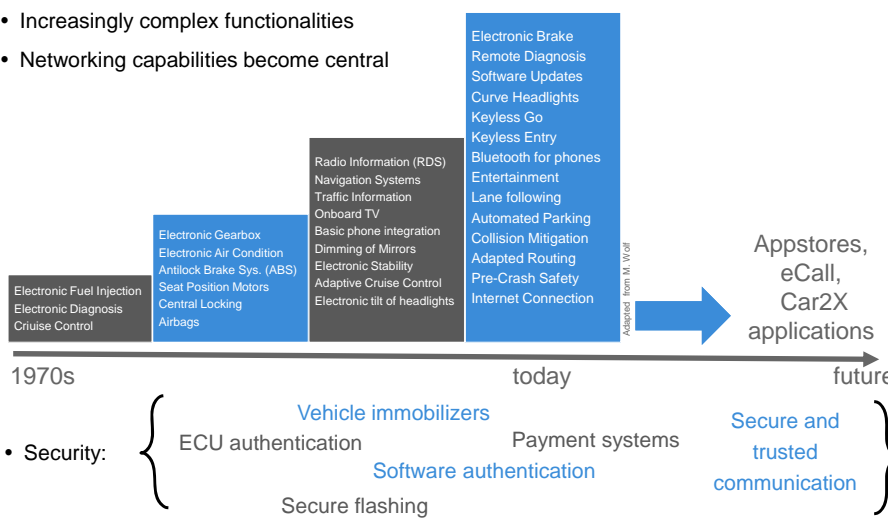 • Increasingly complex functionalities
• Networking capabilities become central
Electronic Fuel Injection
Electronic Diagnosis
Criuise Control
Electronic Gearbox
Electronic Air Condition
Antilock Brake Sys. (ABS)
Seat Position Motors
Central Locking
Airbags
Radio Information (RDS)
Navigation Systems
Traffic Information
Onboard TV
Basic phone integration
Dimming of Mirrors
Electronic Stability
Adaptive Cruise Control
Electronic tilt of headlights
Electronic Brake
Remote Diagnosis
Software Updates
Curve Headlights
Keyless Go
Keyless Entry
Bluetooth for phones
Entertainment
Lane following
Automated Parking
Collision Mitigation
Adapted Routing
Pre-Crash Safety
Internet Connection
Adapted from M. Wolf
Appstores,
eCall,
Car2X
applications
1970s
today
future
• Security:
Vehicle immobilizers
ECU authentication
Payment systems
Software authentication
Secure flashing
Secure and
trusted
communication